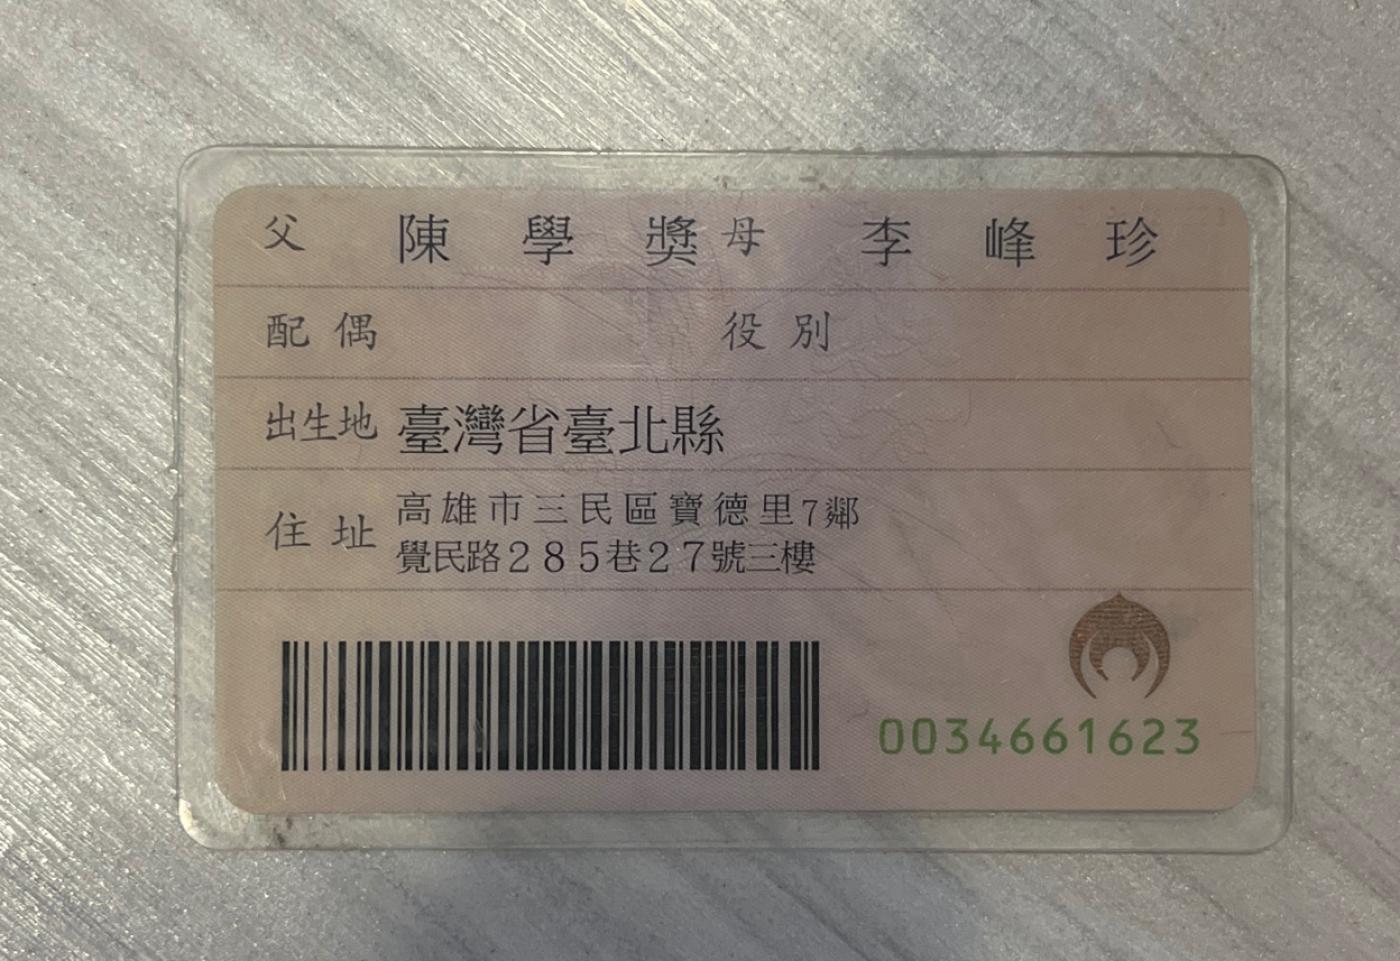 父 陳學獎 母 李峰珍
配偶 役別
出生地 臺灣省臺北縣
住址 高雄市三民區寶德里7鄰
覺民路285巷27號三樓
0034661623